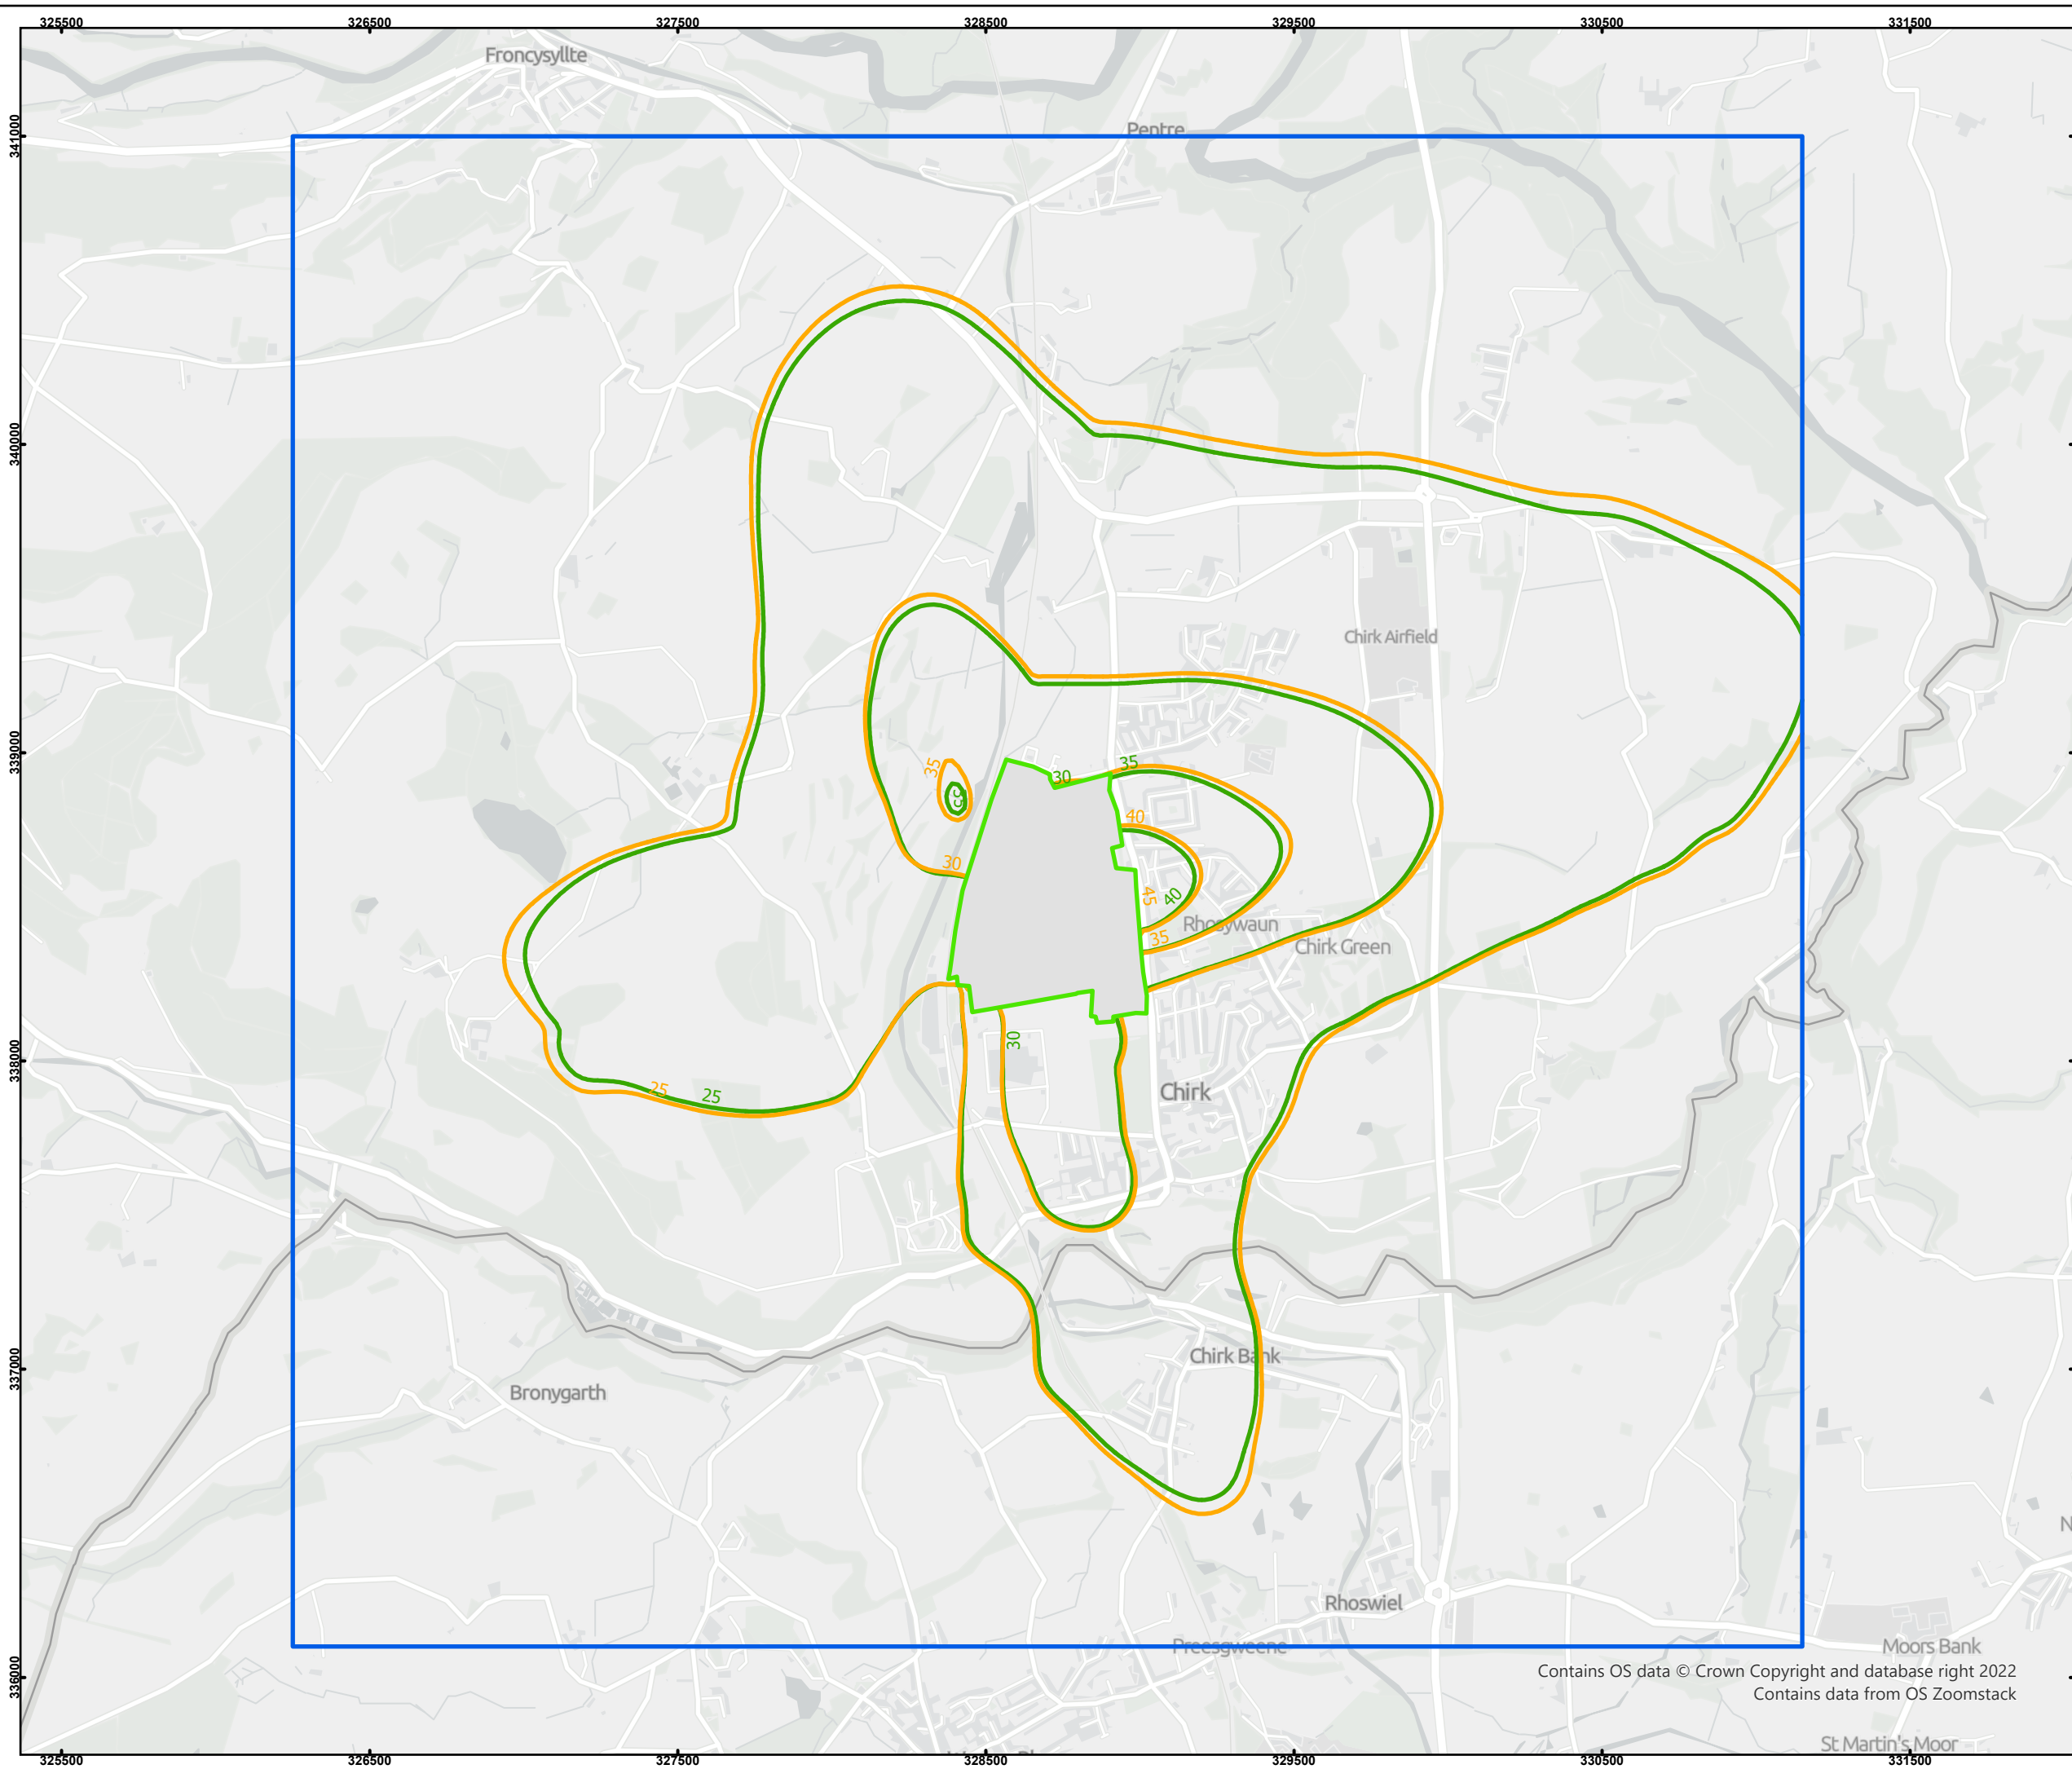 325500 326500 327500 328500 329500 330500 331500
Froncysyllte
Pentre
341000
340000
Chirk Airfield
339000
35
30
35
35
40
30
45
40
Rhosywaun
35
Chirk Green
30
338000
25
25
Chirk
337000
Chirk Bank
Bronygarth
Rhoswiel
Preesgweene
Moors Bank
336000
Contains OS data © Crown Copyright and database right 2022
Contains data from OS Zoomstack
St Martin's Moor
325500 326500 327500 328500 329500 330500 331500